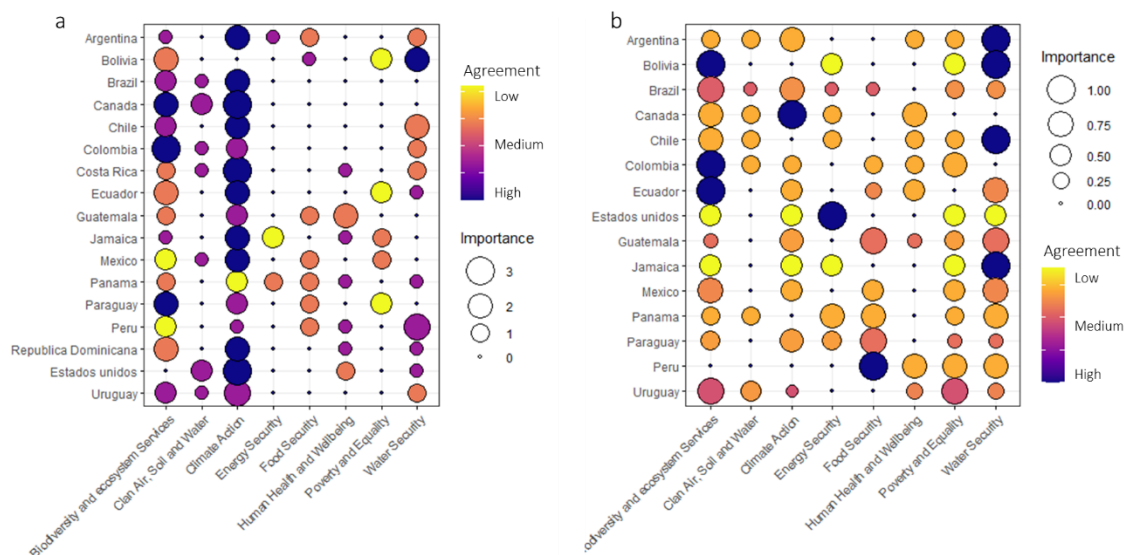 a
Argentina
Bolivia
Brazil
Canada
Chile
Colombia
Costa Rica
Ecuador
Guatemala
Jamaica
Mexico
Panama
Paraguay
Peru
Republica Dominicana
Estados unidos
Uruguay
Biodiversity and ecosystem Services
Clan Air, Soil and Water
Climate Action
Energy Security
Food Security
Human Health and Wellbeing
Poverty and Equality
Water Security
Agreement
Low
Medium
High
Importance
3
2
1
0
b
Argentina
Bolivia
Brazil
Canada
Chile
Colombia
Ecuador
Estados unidos
Guatemala
Jamaica
Mexico
Panama
Paraguay
Peru
Uruguay
odiversity and ecosystem Services
Clan Air, Soil and Water
Climate Action
Energy Security
Food Security
Human Health and Wellbeing
Poverty and Equality
Water Security
Importance
1.00
0.75
0.50
0.25
0.00
Agreement
Low
Medium
High